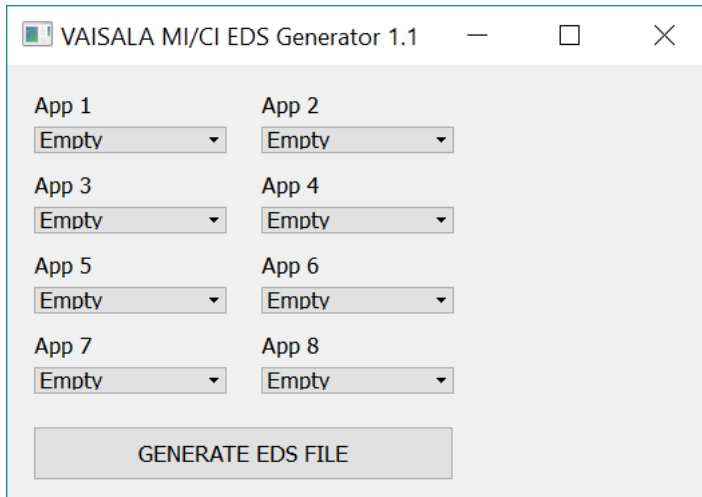 VAISALA MI/CI EDS Generator 1.1
App 1 App 2
Empty Empty
App 3 App 4
Empty Empty
App 5 App 6
Empty Empty
App 7 App 8
Empty Empty
GENERATE EDS FILE